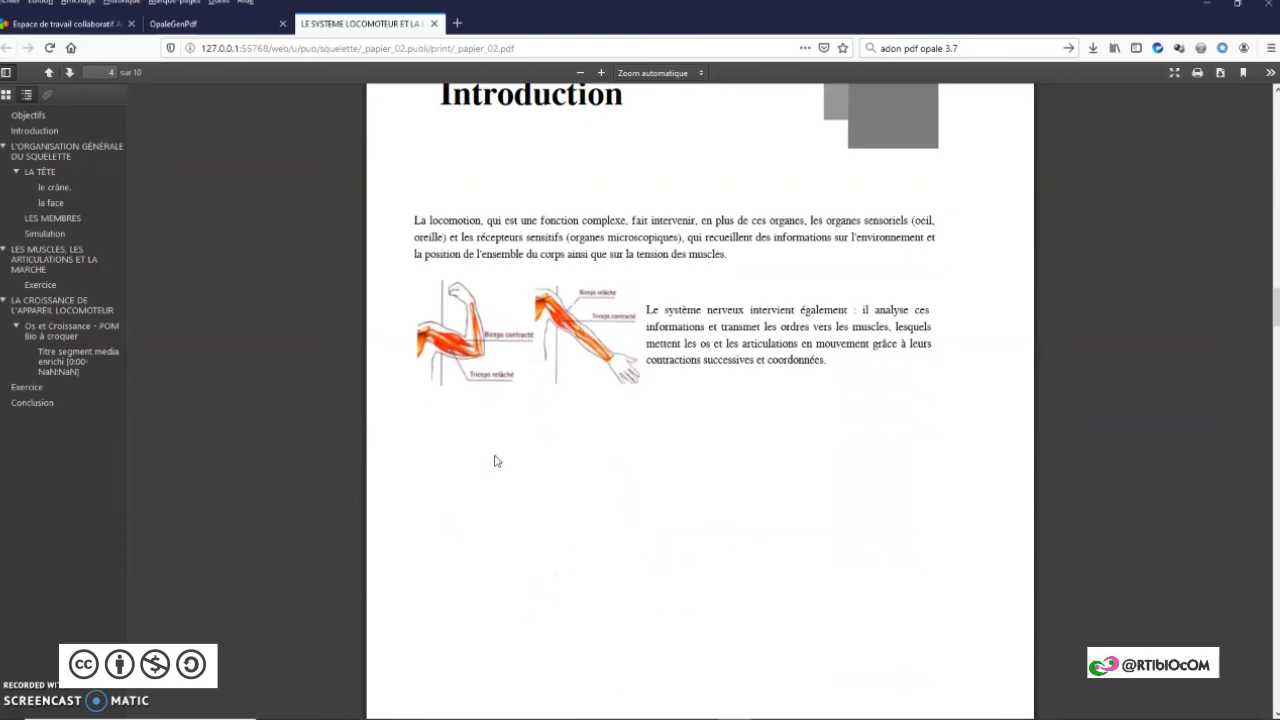 Edition Affichage Historique Marque-pages Outils Aide
Espace de travail collaboratif A
OpaleGenPdf
LE SYSTEME LOCOMOTEUR ET LA L
127.0.0.1:55768/web/u/pub/squelette/_papier_02.publi/print/_papier_02.pdf
adon pdf opale 3.7
4 sur 10
Zoom automatique
Objectifs
Introduction
L'ORGANISATION GÉNÉRALE
DU SQUELETTE
LA TÊTE
le crâne.
la face
LES MEMBRES
Simulation
LES MUSCLES, LES
ARTICULATIONS ET LA
MARCHE
Exercice
LA CROISSANCE DE
L'APPAREIL LOCOMOTEUR
Os et Croissance - POM
Bio à croquer
Titre segment media
enrichi [0:00-
NaN:NaN]
Exercice
Conclusion
Introduction
La locomotion, qui est une fonction complexe, fait intervenir, en plus de ces organes, les organes sensoriels (oeil,
oreille) et les récepteurs sensitifs (organes microscopiques), qui recueillent des informations sur l'environnement et
la position de l'ensemble du corps ainsi que sur la tension des muscles.
Biceps contracté
Triceps relâché
Biceps relâché
Triceps contracté
Le système nerveux intervient également : il analyse ces
informations et transmet les ordres vers les muscles, lesquels
mettent les os et les articulations en mouvement grâce à leurs
contractions successives et coordonnées.
cc
@RTIbIOcOM
RECORDED WITH
SCREENCAST MATIC